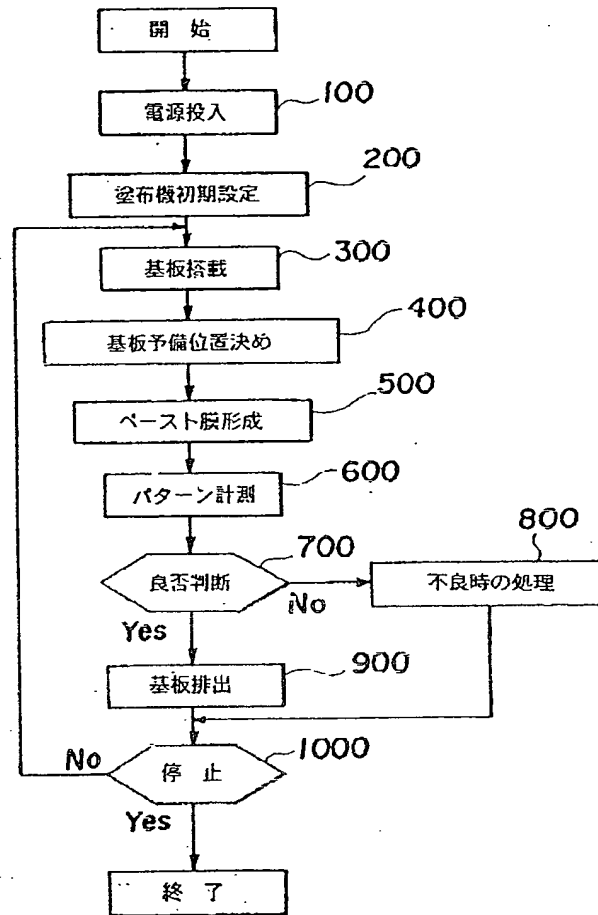 開始
電源投入
100
塗布機初期設定
200
基板搭載
300
基板予備位置決め
400
ペースト膜形成
500
パターン計測
600
良否判断
700
No
不良時の処理
800
Yes
基板排出
900
停止
1000
No
Yes
終了